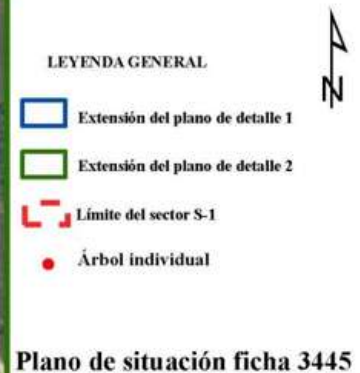 N
LEYENDA GENERAL
Extensión del plano de detalle 1
Extensión del plano de detalle 2
Límite del sector S-1
Árbol individual
Plano de situación ficha 3445